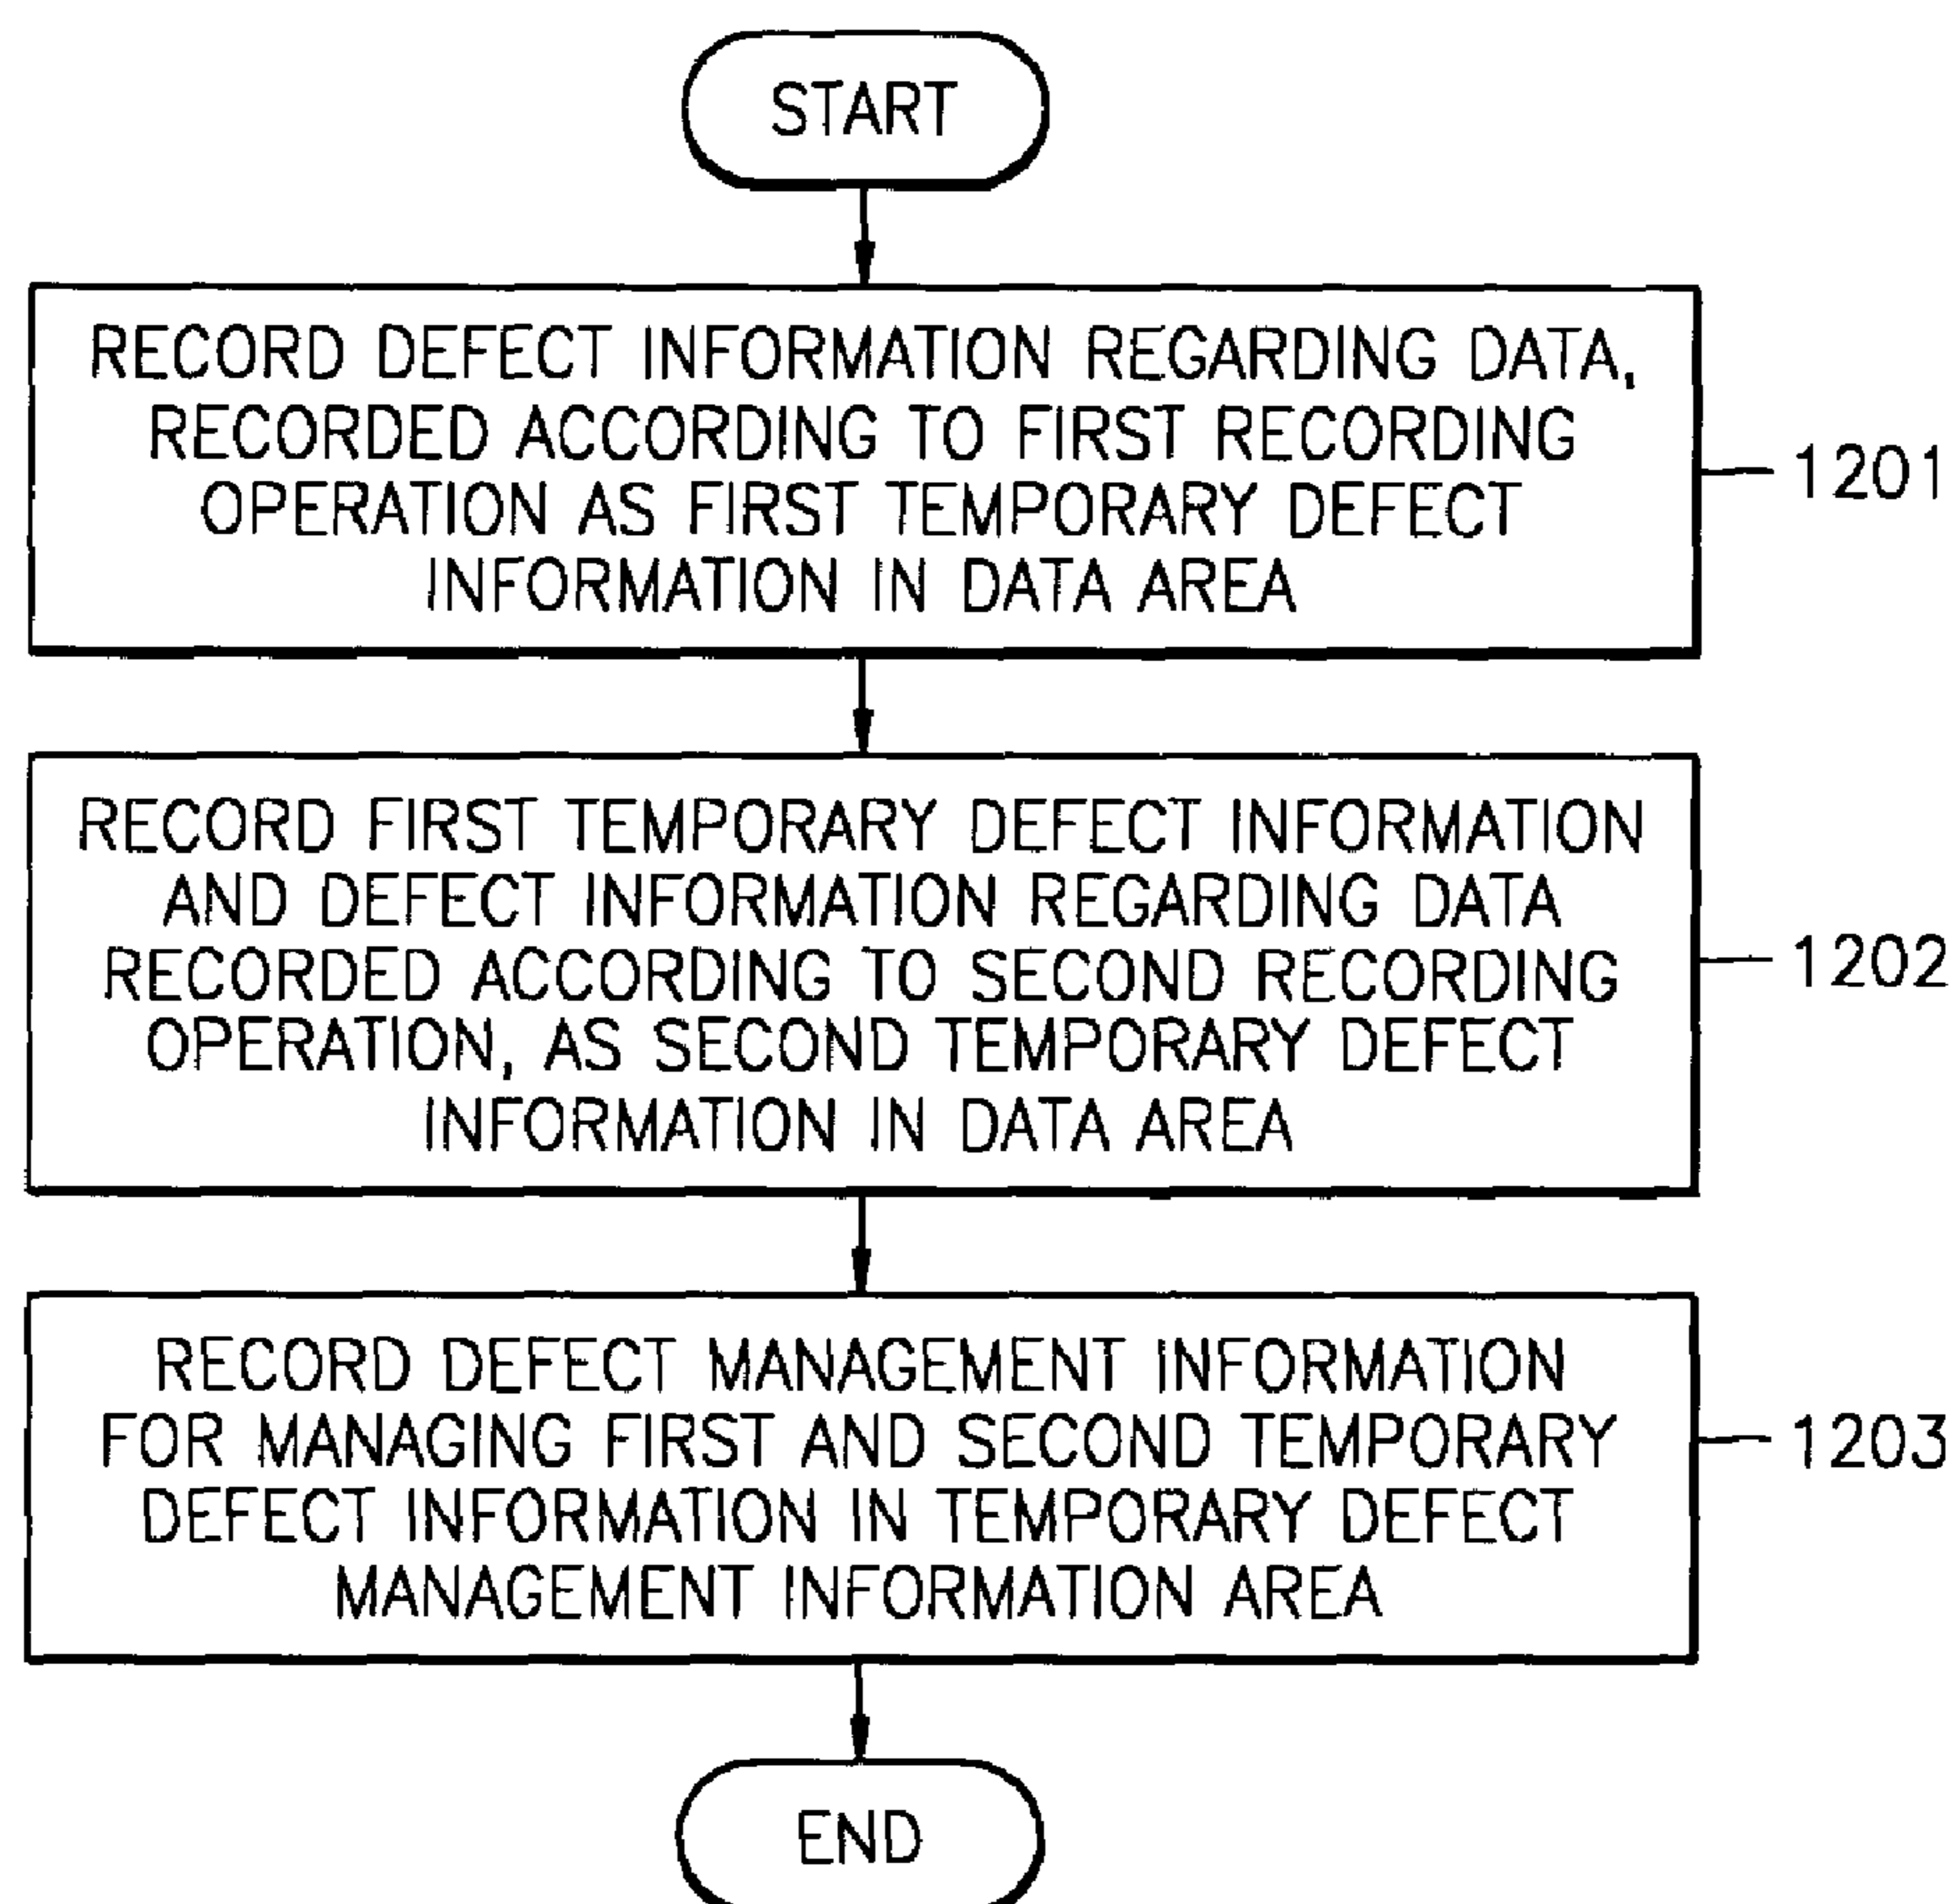 START
RECORD DEFECT INFORMATION REGARDING DATA,
RECORDED ACCORDING TO FIRST RECORDING
OPERATION AS FIRST TEMPORARY DEFECT
INFORMATION IN DATA AREA
1201
RECORD FIRST TEMPORARY DEFECT INFORMATION
AND DEFECT INFORMATION REGARDING DATA
RECORDED ACCORDING TO SECOND RECORDING
OPERATION, AS SECOND TEMPORARY DEFECT
INFORMATION IN DATA AREA
1202
RECORD DEFECT MANAGEMENT INFORMATION
FOR MANAGING FIRST AND SECOND TEMPORARY
DEFECT INFORMATION IN TEMPORARY DEFECT
MANAGEMENT INFORMATION AREA
1203
END